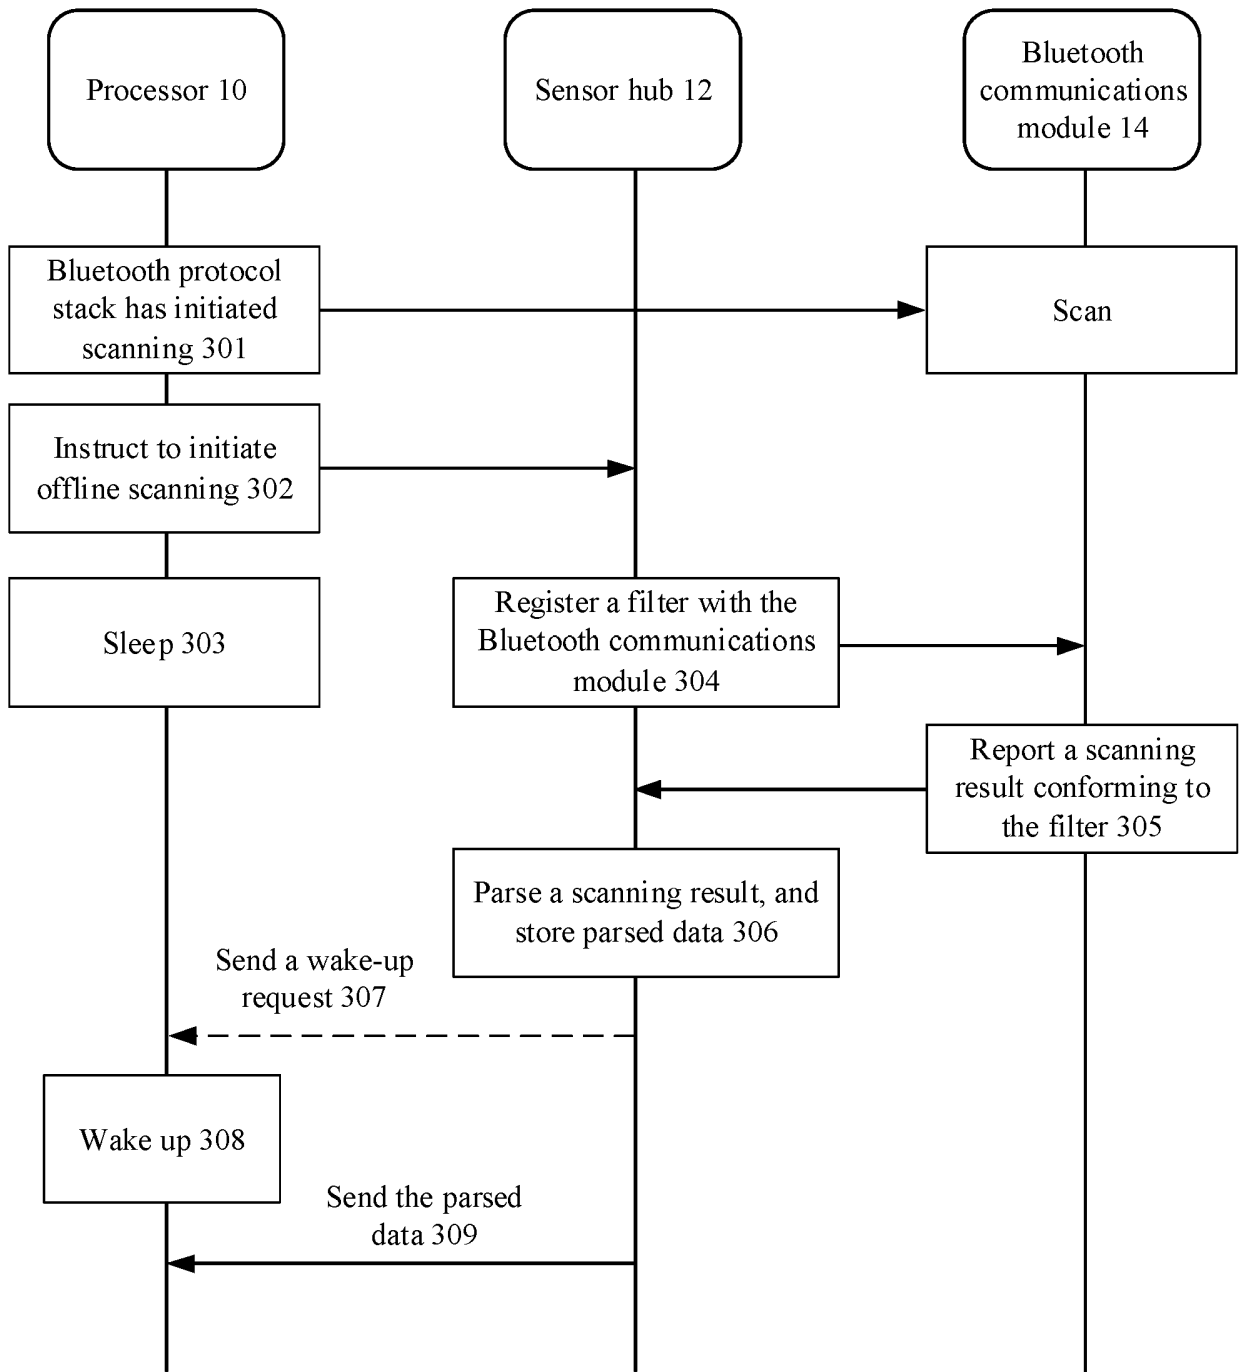 Processor 10
Sensor hub 12
Bluetooth
communications
module 14
Bluetooth protocol
stack has initiated
scanning 301
Scan
Instruct to initiate
offline scanning 302
Sleep 303
Register a filter with the
Bluetooth communications
module 304
Report a scanning
result conforming to
the filter 305
Parse a scanning result, and
store parsed data 306
Send a wake-up
request 307
Wake up 308
Send the parsed
data 309